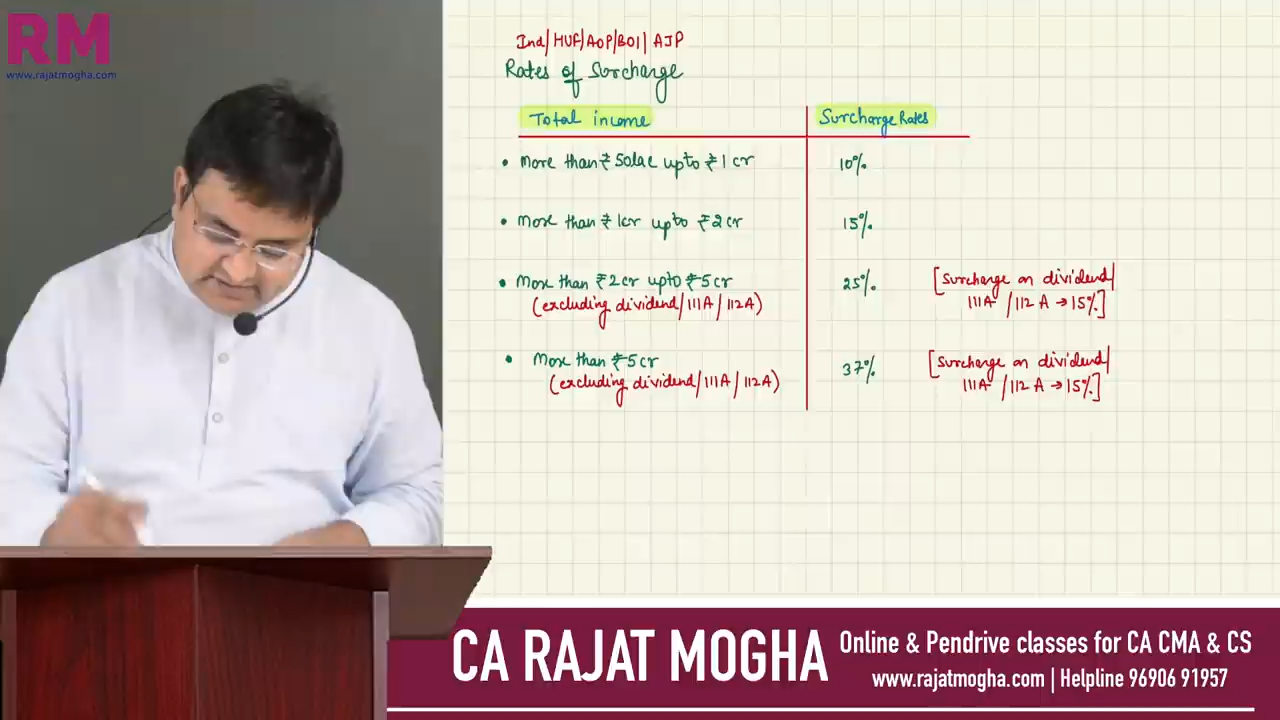 RM
www.rajatmogha.com
Ind/HUF/AOP/BOI/AJP
Rates of Surcharge
Total income Surcharge Rates
• More than ₹50lac upto ₹1cr 10%
• More than ₹1cr upto ₹2cr 15%
• More than ₹2cr upto ₹5cr 25% [Surcharge on dividend/
(excluding dividend/111A/112A) 111A/112A→15%]
• More than ₹5cr 37% [Surcharge on dividend/
(excluding dividend/111A/112A) 111A/112A→15%]
CA RAJAT MOGHA
Online & Pendrive classes for CA CMA & CS
www.rajatmogha.com | Helpline 96906 91957